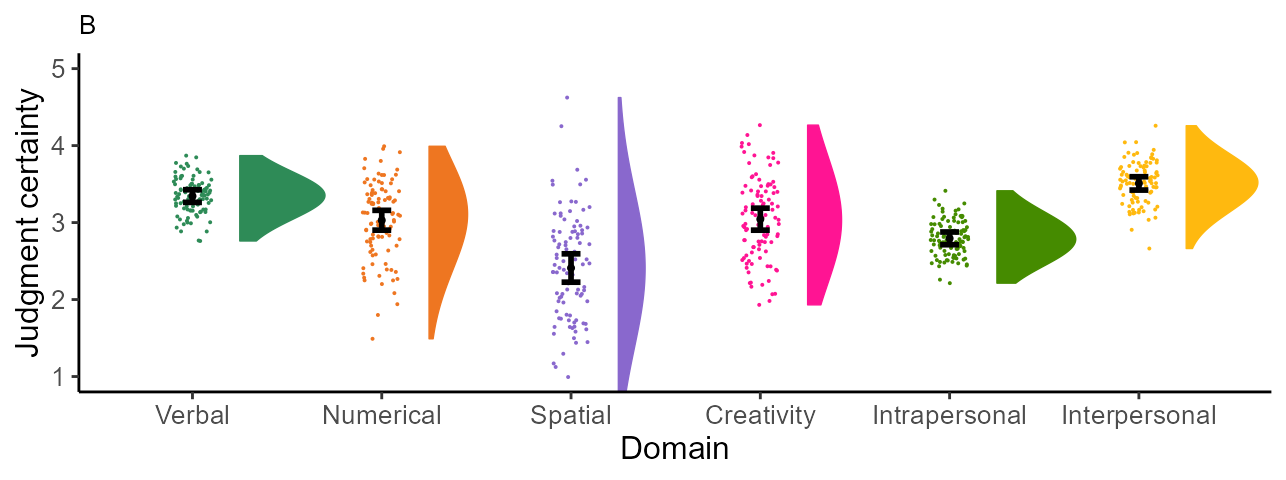 B
Judgment certainty
5
4
3
2
1
Verbal Numerical Spatial Creativity Intrapersonal Interpersonal
Domain